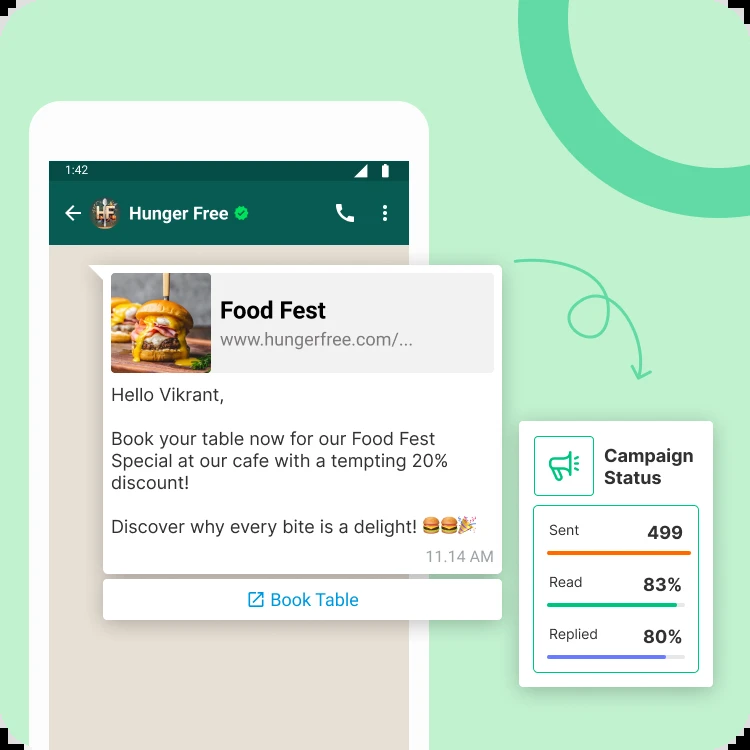 1:42
HF
Hunger Free
Food Fest
www.hungerfree.com/...
Hello Vikrant,
Book your table now for our Food Fest
Special at our cafe with a tempting 20%
discount!
Discover why every bite is a delight! 🍔🍔🎉
11.14 AM
Book Table
Campaign
Status
Sent 499
Read 83%
Replied 80%